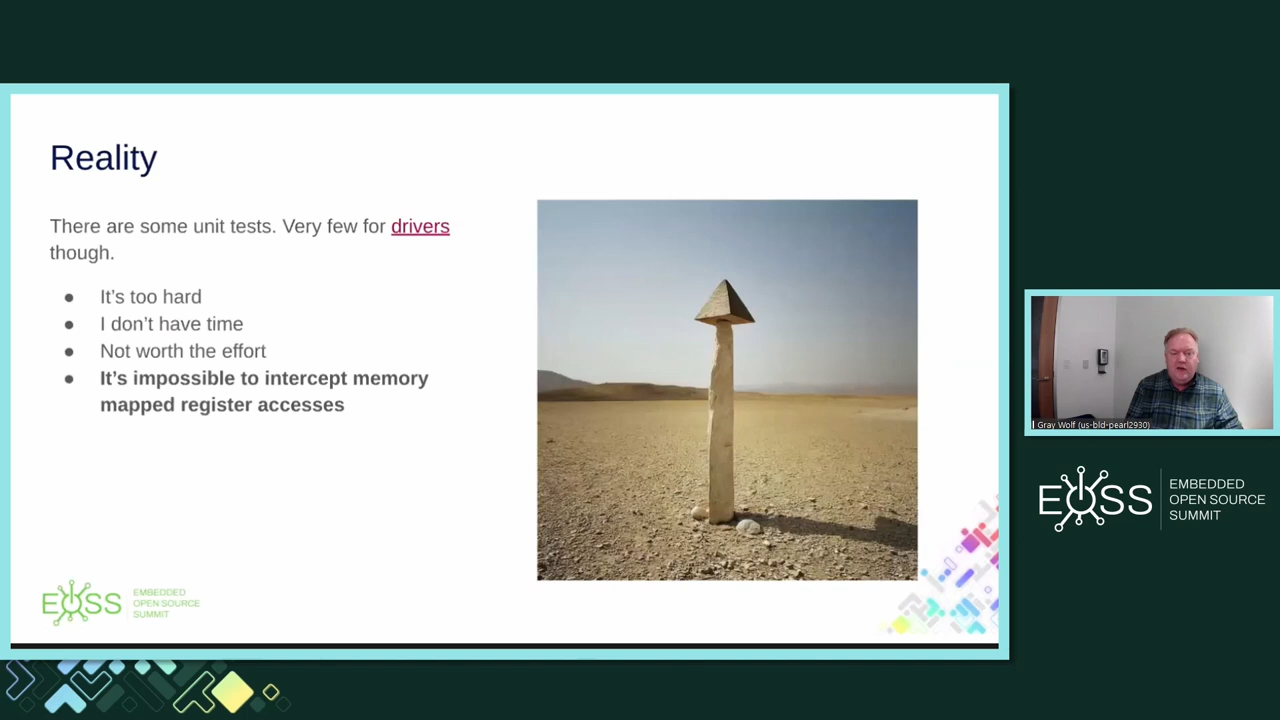 Reality
There are some unit tests. Very few for drivers
though.
● It’s too hard
● I don’t have time
● Not worth the effort
● It’s impossible to intercept memory
mapped register accesses
EOSS
EMBEDDED
OPEN SOURCE
SUMMIT
Gray Wolf (us-bld-pearl2930)
EOSS
EMBEDDED
OPEN SOURCE
SUMMIT